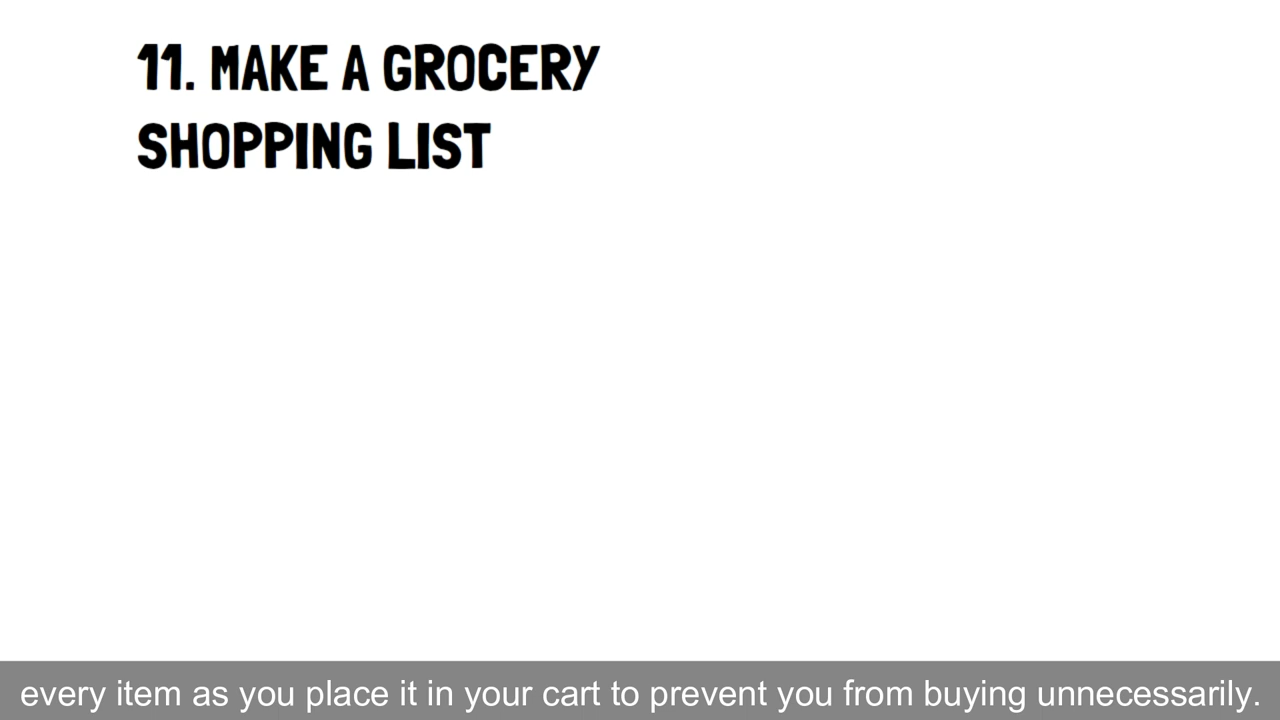 11. MAKE A GROCERY
SHOPPING LIST
every item as you place it in your cart to prevent you from buying unnecessarily.